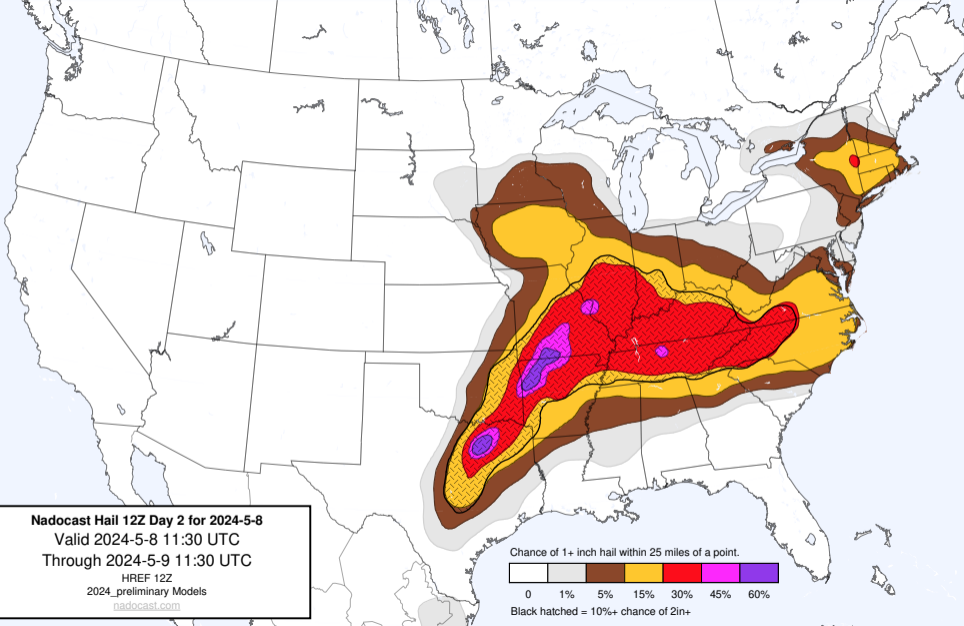 Nadocast Hail 12Z Day 2 for 2024-5-8
Valid 2024-5-8 11:30 UTC
Through 2024-5-9 11:30 UTC
HREF 12Z
2024_preliminary Models
nadocast.com
Chance of 1+ inch hail within 25 miles of a point.
0 1% 5% 15% 30% 45% 60%
Black hatched = 10%+ chance of 2in+